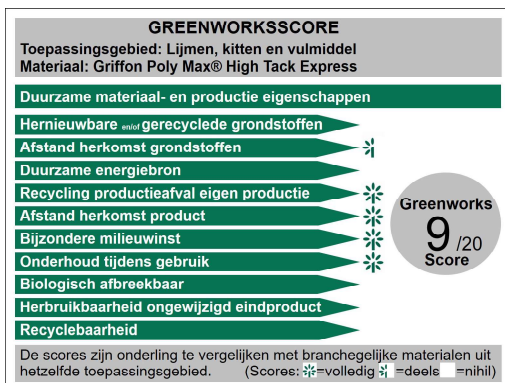 GREENWORKSSCORE
Toepassingsgebied: Lijmen, kitten en vulmiddel
Materiaal: Griffon Poly Max® High Tack Express
Duurzame materiaal- en productie eigenschappen
Hernieuwbare en/of gerecyclede grondstoffen
Afstand herkomst grondstoffen
Duurzame energiebron
Recycling productieafval eigen productie
Afstand herkomst product
Bijzondere milieuwinst
Onderhoud tijdens gebruik
Biologisch afbreekbaar
Herbruikbaarheid ongewijzigd eindproduct
Recyclebaarheid
Greenworks
9 /20
Score
De scores zijn onderling te vergelijken met branchegelijke materialen uit
hetzelfde toepassingsgebied. (Scores: =volledig =deels =nihil)